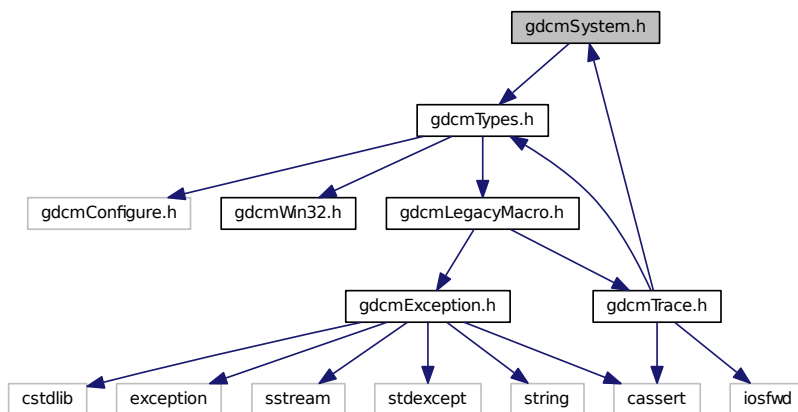 gdcmSystem.h
gdcmTypes.h
gdcmConfigure.h
gdcmWin32.h
gdcmLegacyMacro.h
gdcmException.h
gdcmTrace.h
cstdlib
exception
sstream
stdexcept
string
cassert
iosfwd